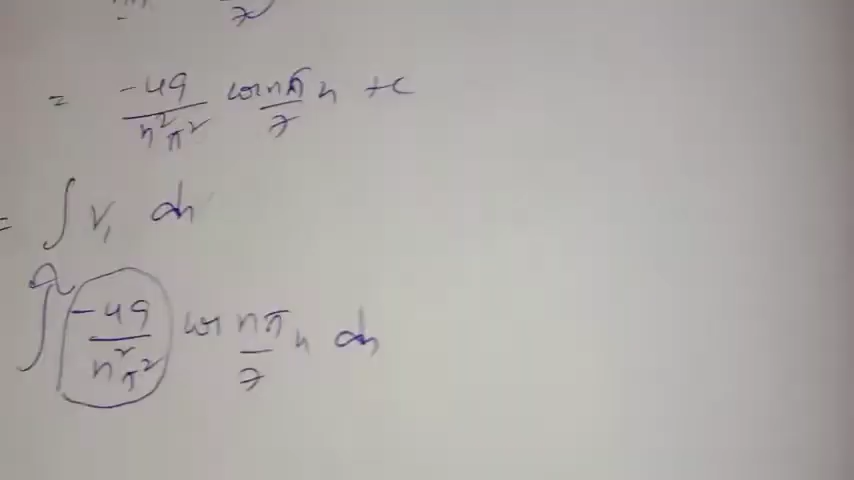 = -49/n²π² cos nπ/7 x + c
= ∫ v₁ dx
∫ -49/n²π² cos nπ/7 x dx